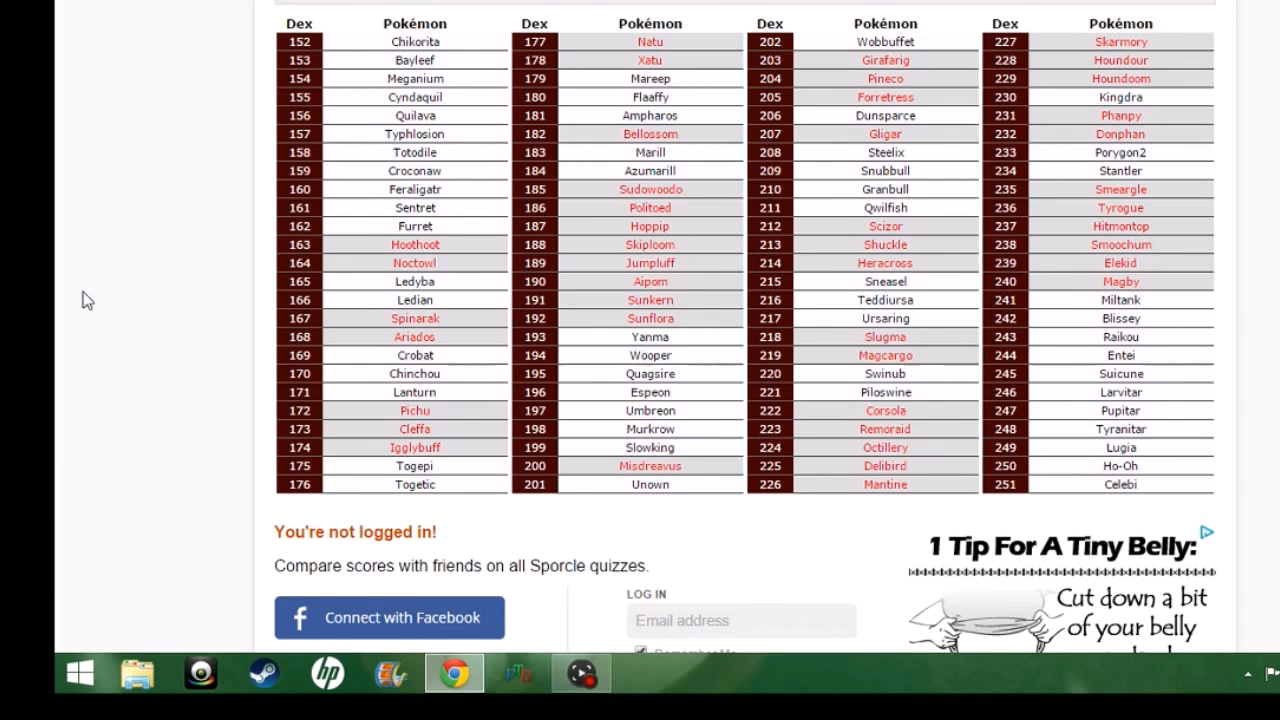 Dex Pokémon Dex Pokémon Dex Pokémon Dex Pokémon
152 Chikorita 177 Natu 202 Wobbuffet 227 Skarmory
153 Bayleef 178 Xatu 203 Girafarig 228 Houndour
154 Meganium 179 Mareep 204 Pineco 229 Houndoom
155 Cyndaquil 180 Flaaffy 205 Forretress 230 Kingdra
156 Quilava 181 Ampharos 206 Dunsparce 231 Phanpy
157 Typhlosion 182 Bellossom 207 Gligar 232 Donphan
158 Totodile 183 Marill 208 Steelix 233 Porygon2
159 Croconaw 184 Azumarill 209 Snubbull 234 Stantler
160 Feraligatr 185 Sudowoodo 210 Granbull 235 Smeargle
161 Sentret 186 Politoed 211 Qwilfish 236 Tyrogue
162 Furret 187 Hoppip 212 Scizor 237 Hitmontop
163 Hoothoot 188 Skiploom 213 Shuckle 238 Smoochum
164 Noctowl 189 Jumpluff 214 Heracross 239 Elekid
165 Ledyba 190 Aipom 215 Sneasel 240 Magby
166 Ledian 191 Sunkern 216 Teddiursa 241 Miltank
167 Spinarak 192 Sunflora 217 Ursaring 242 Blissey
168 Ariados 193 Yanma 218 Slugma 243 Raikou
169 Crobat 194 Wooper 219 Magcargo 244 Entei
170 Chinchou 195 Quagsire 220 Swinub 245 Suicune
171 Lanturn 196 Espeon 221 Piloswine 246 Larvitar
172 Pichu 197 Umbreon 222 Corsola 247 Pupitar
173 Cleffa 198 Murkrow 223 Remoraid 248 Tyranitar
174 Igglybuff 199 Slowking 224 Octillery 249 Lugia
175 Togepi 200 Misdreavus 225 Delibird 250 Ho-Oh
176 Togetic 201 Unown 226 Mantine 251 Celebi
You're not logged in!
Compare scores with friends on all Sporcle quizzes.
f Connect with Facebook
LOG IN
Email address
Remember Me
1 Tip For A Tiny Belly:
Cut down a bit
of your belly
hp